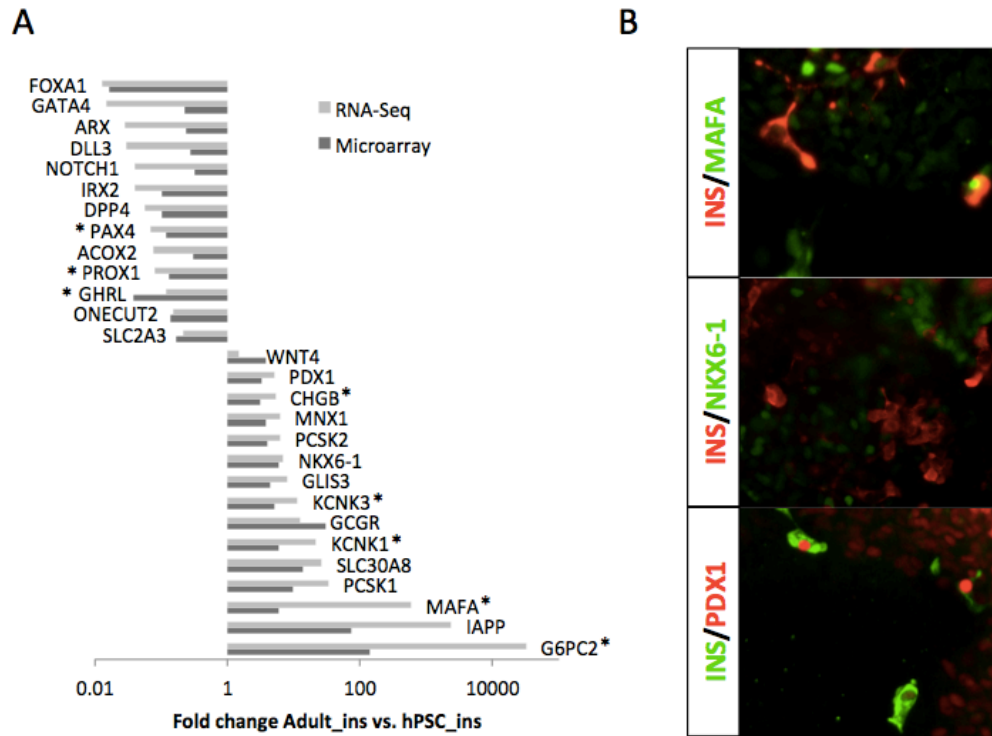 A
FOXA1
GATA4
ARX
DLL3
NOTCH1
IRX2
DPP4
* PAX4
ACOX2
* PROX1
* GHRL
ONECUT2
SLC2A3
WNT4
PDX1
CHGB*
MNX1
PCSK2
NKX6-1
GLIS3
KCNK3*
GCGR
KCNK1*
SLC30A8
PCSK1
MAFA*
IAPP
G6PC2*
RNA-Seq
Microarray
0.01 1 100 10000
Fold change Adult_ins vs. hPSC_ins
B
INS/MAFA
INS/NKX6-1
INS/PDX1